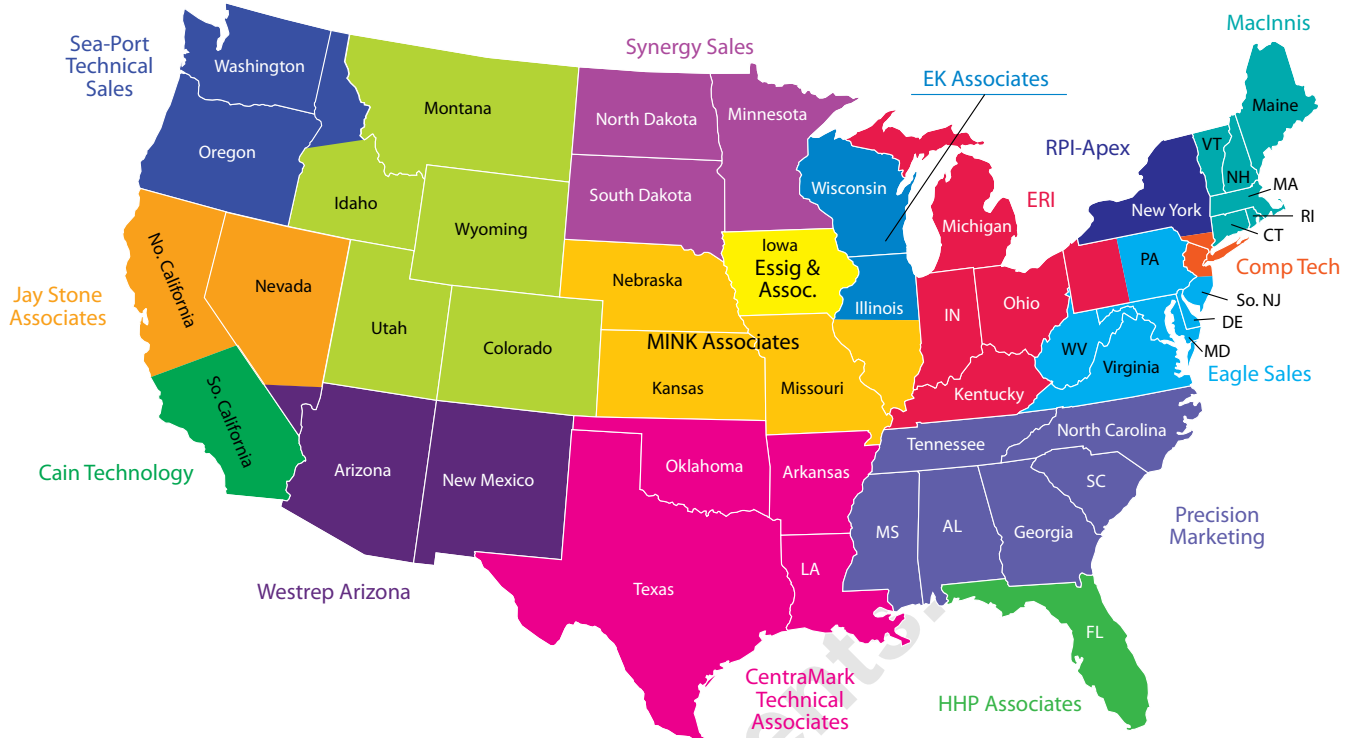 MacInnis
Sea-Port
Technical
Sales
Synergy Sales
EK Associates
RPI-Apex
ERI
Washington
Oregon
Montana
Idaho
Wyoming
North Dakota
South Dakota
Minnesota
Wisconsin
Michigan
New York
VT
NH
Maine
MA
RI
CT
Comp Tech
Jay Stone
Associates
No. California
Nevada
Utah
Colorado
Nebraska
Iowa
Essig &
Assoc.
Illinois
IN
Ohio
PA
So. NJ
DE
MD
Eagle Sales
MINK Associates
Kansas
Missouri
Kentucky
WV
Virginia
So. California
Cain Technology
Arizona
New Mexico
Westrep Arizona
Oklahoma
Arkansas
Texas
LA
Tennessee
North Carolina
SC
MS
AL
Georgia
Precision
Marketing
FL
HHP Associates
CentraMark
Technical
Associates
ents.